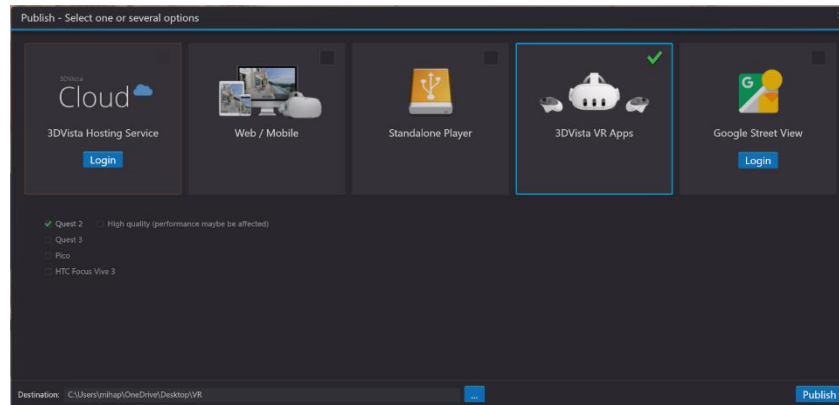 Publish - Select one or several options
3DVista
Cloud
3DVista Hosting Service
Login
Web / Mobile
Standalone Player
3DVista VR Apps
G
Google Street View
Login
Quest 2 High quality (performance maybe be affected)
Quest 3
Pico
HTC Focus Vive 3
Destination: C:\Users\mihap\OneDrive\Desktop\VR ... Publish